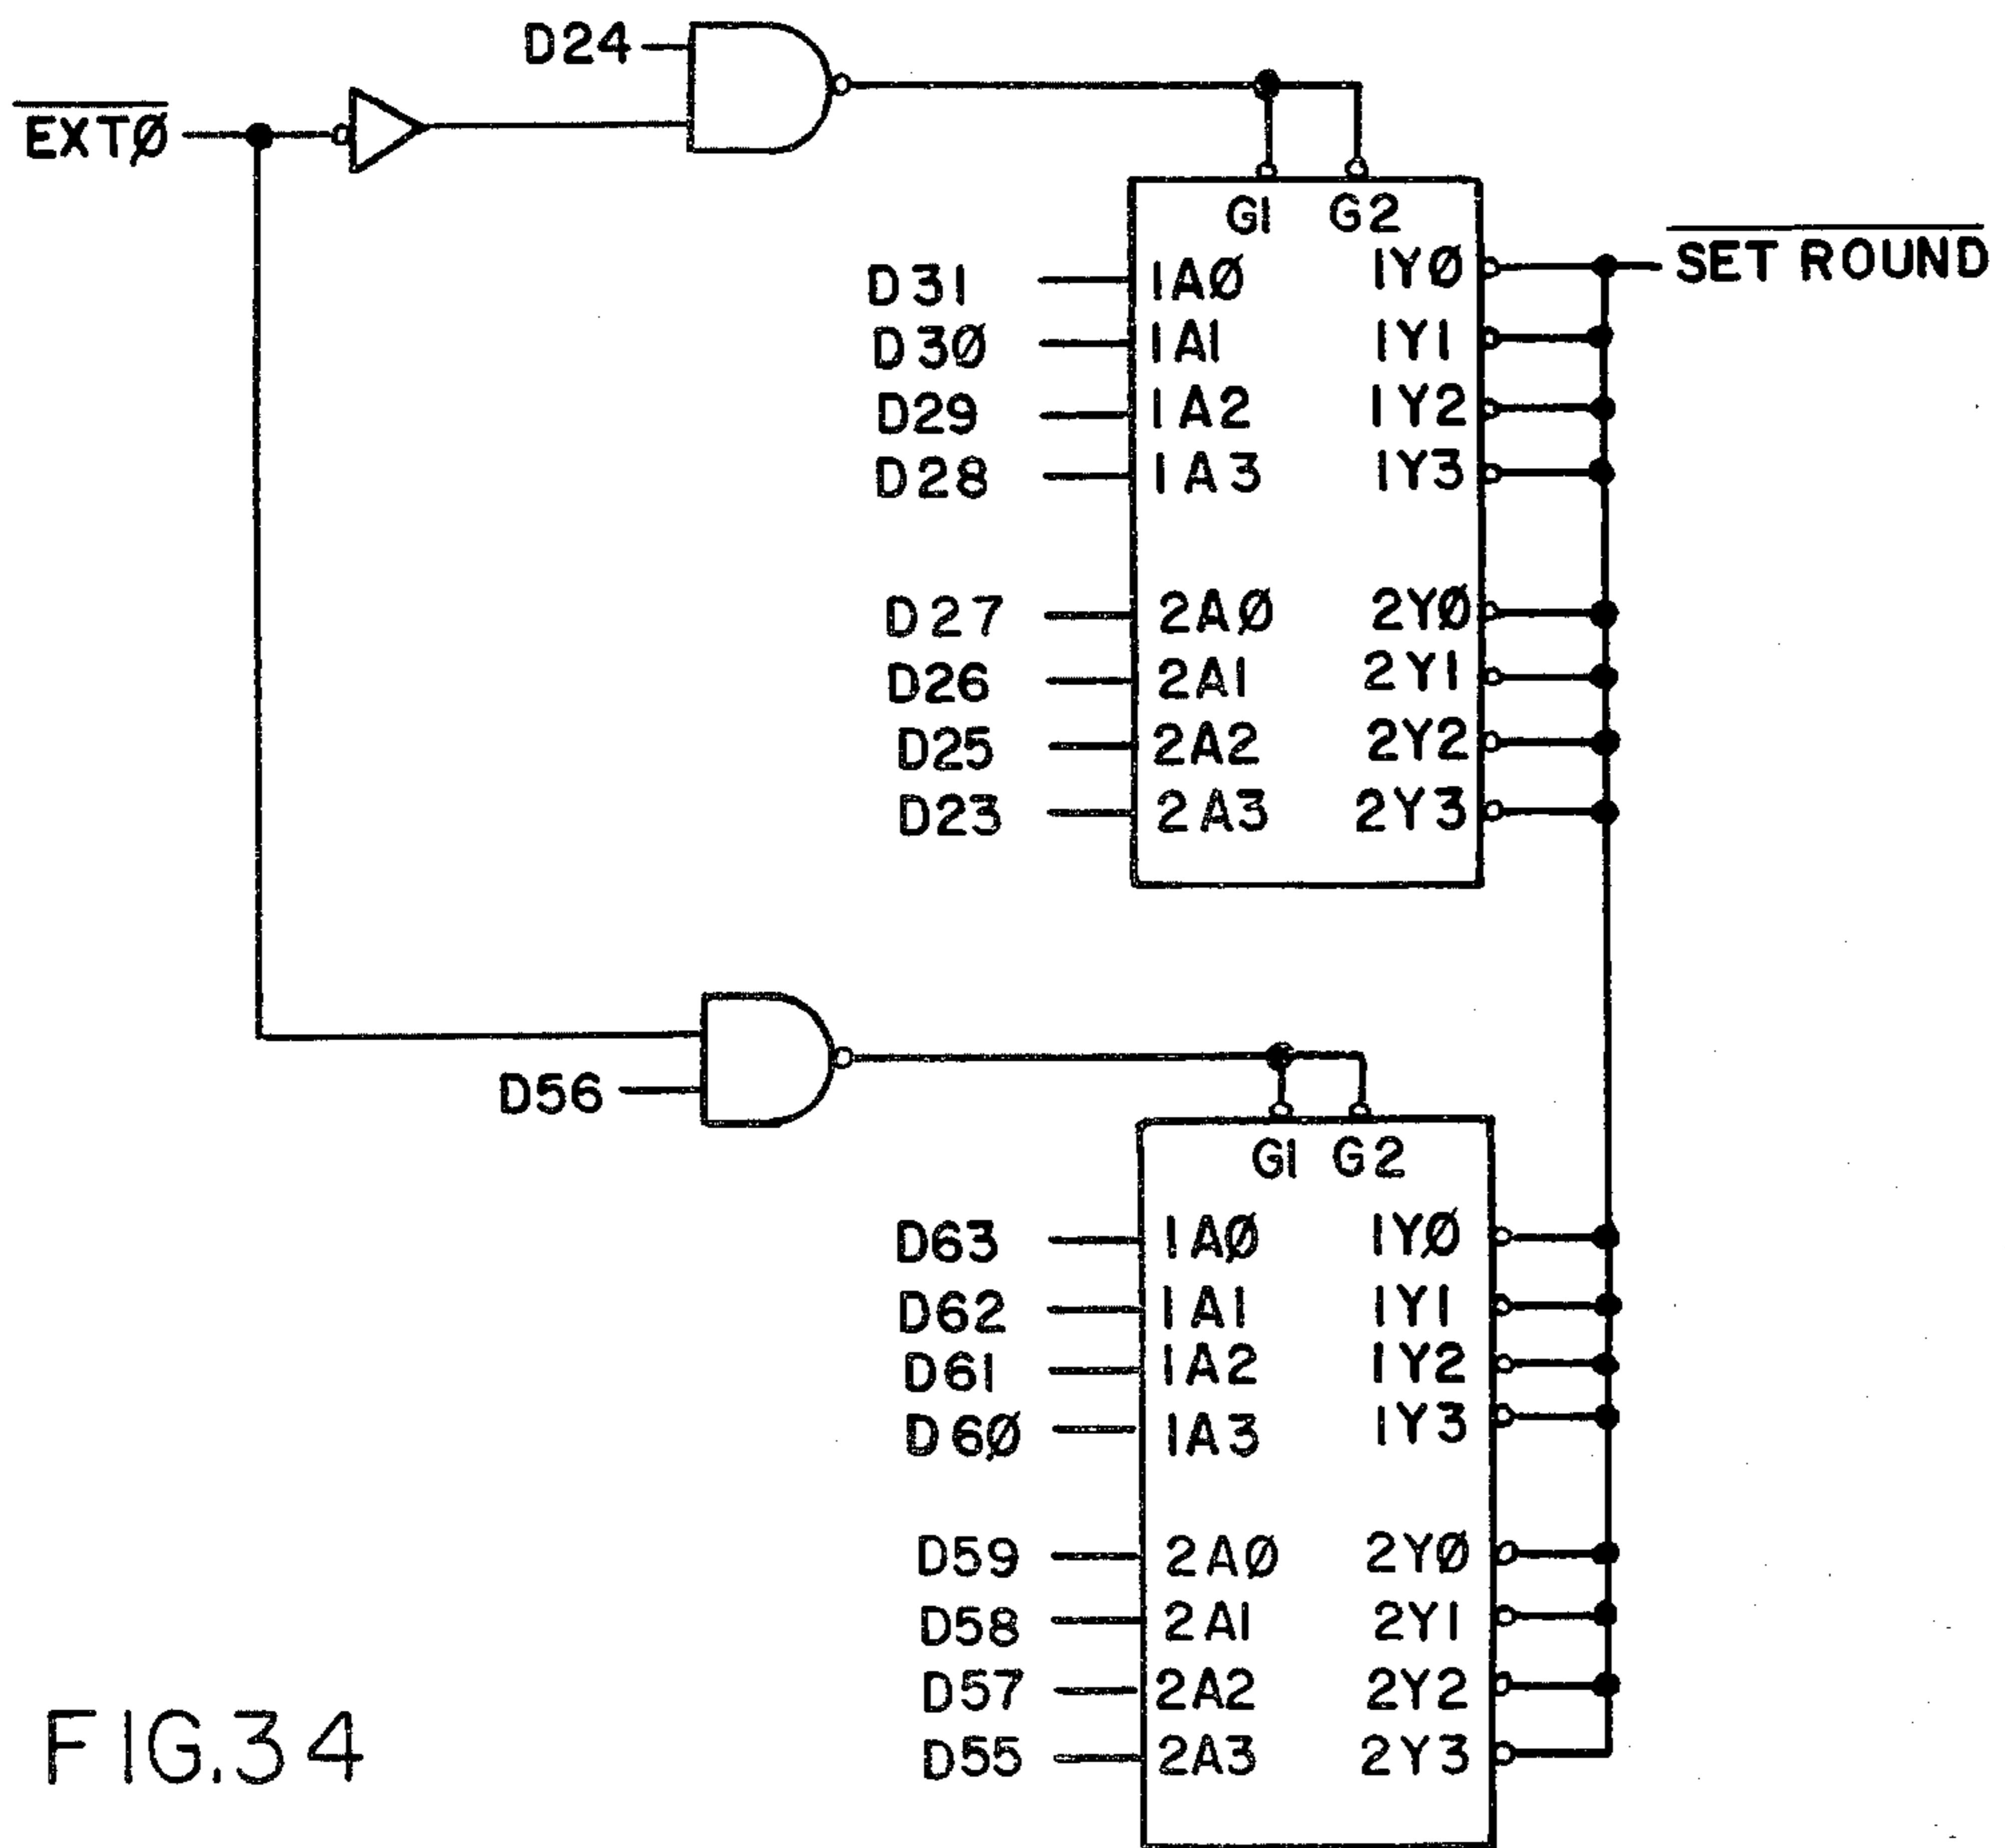 D24
EXTØ
G1 G2
SET ROUND
D31 1AØ 1YØ
D3Ø 1A1 1Y1
D29 1A2 1Y2
D28 1A3 1Y3
D27 2AØ 2YØ
D26 2A1 2Y1
D25 2A2 2Y2
D23 2A3 2Y3
D56
G1 G2
D63 1AØ 1YØ
D62 1A1 1Y1
D61 1A2 1Y2
D6Ø 1A3 1Y3
D59 2AØ 2YØ
D58 2A1 2Y1
D57 2A2 2Y2
D55 2A3 2Y3
FIG.34